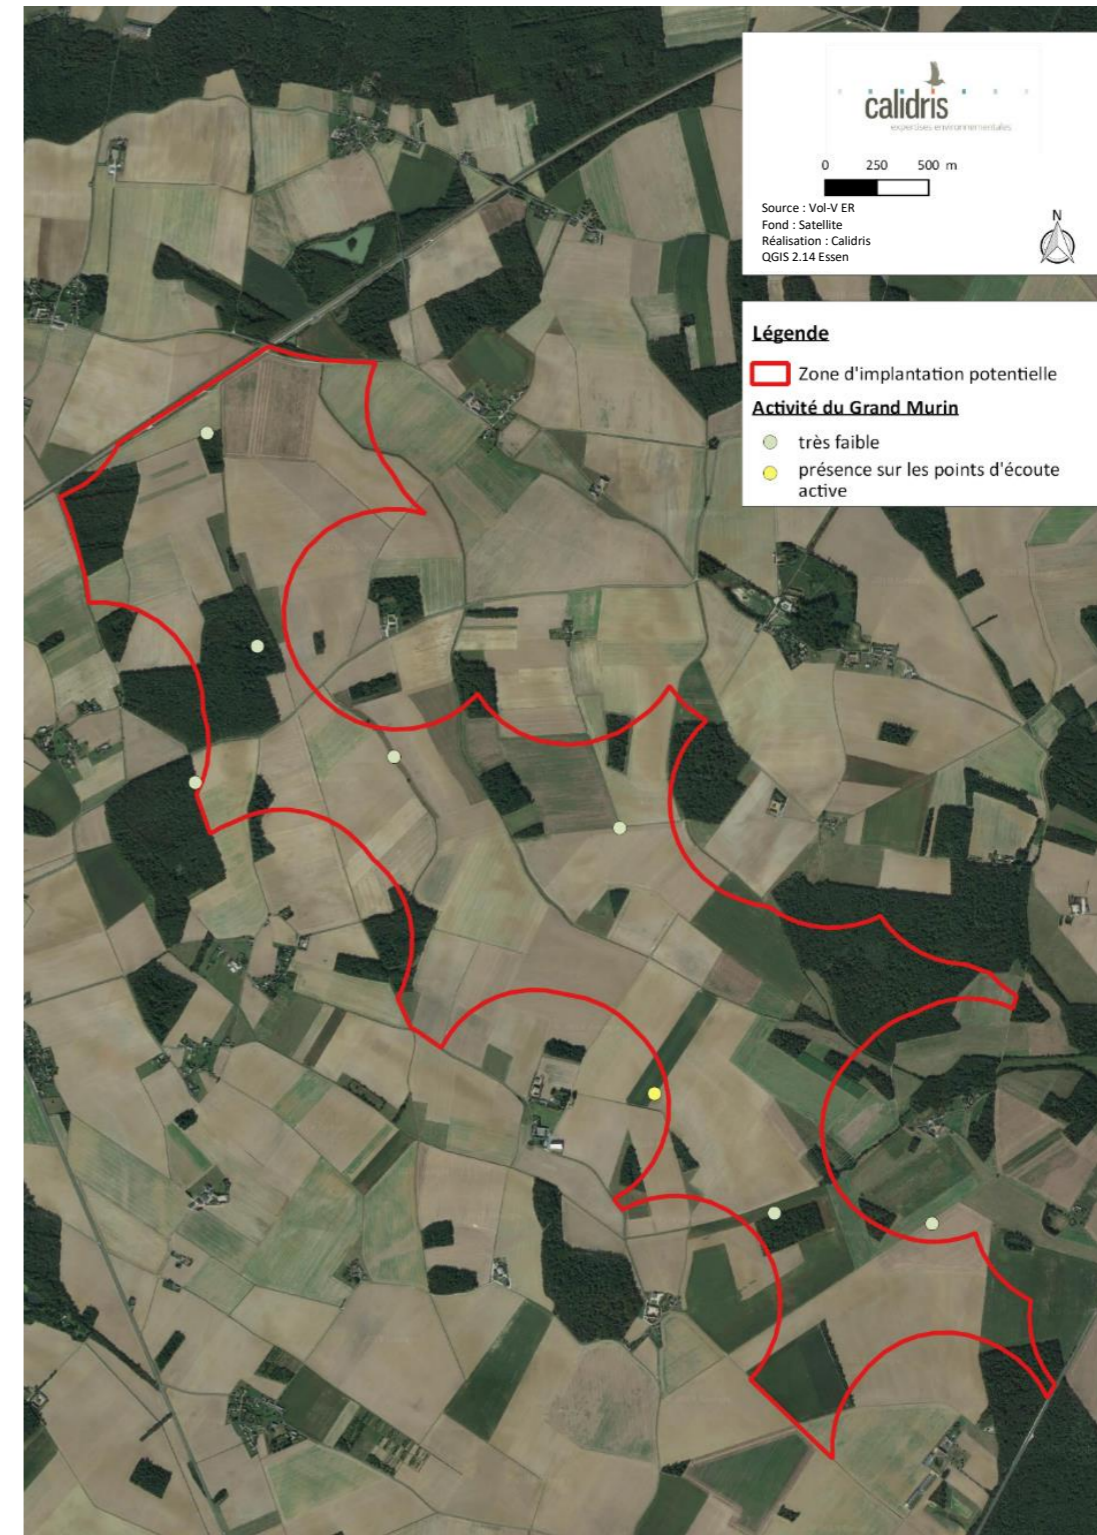 calidris
expertises environnementales
0 250 500 m
Source : Vol-V ER
Fond : Satellite
Réalisation : Calidris
QGIS 2.14 Essen
N
Légende
Zone d'implantation potentielle
Activité du Grand Murin
très faible
présence sur les points d'écoute
active